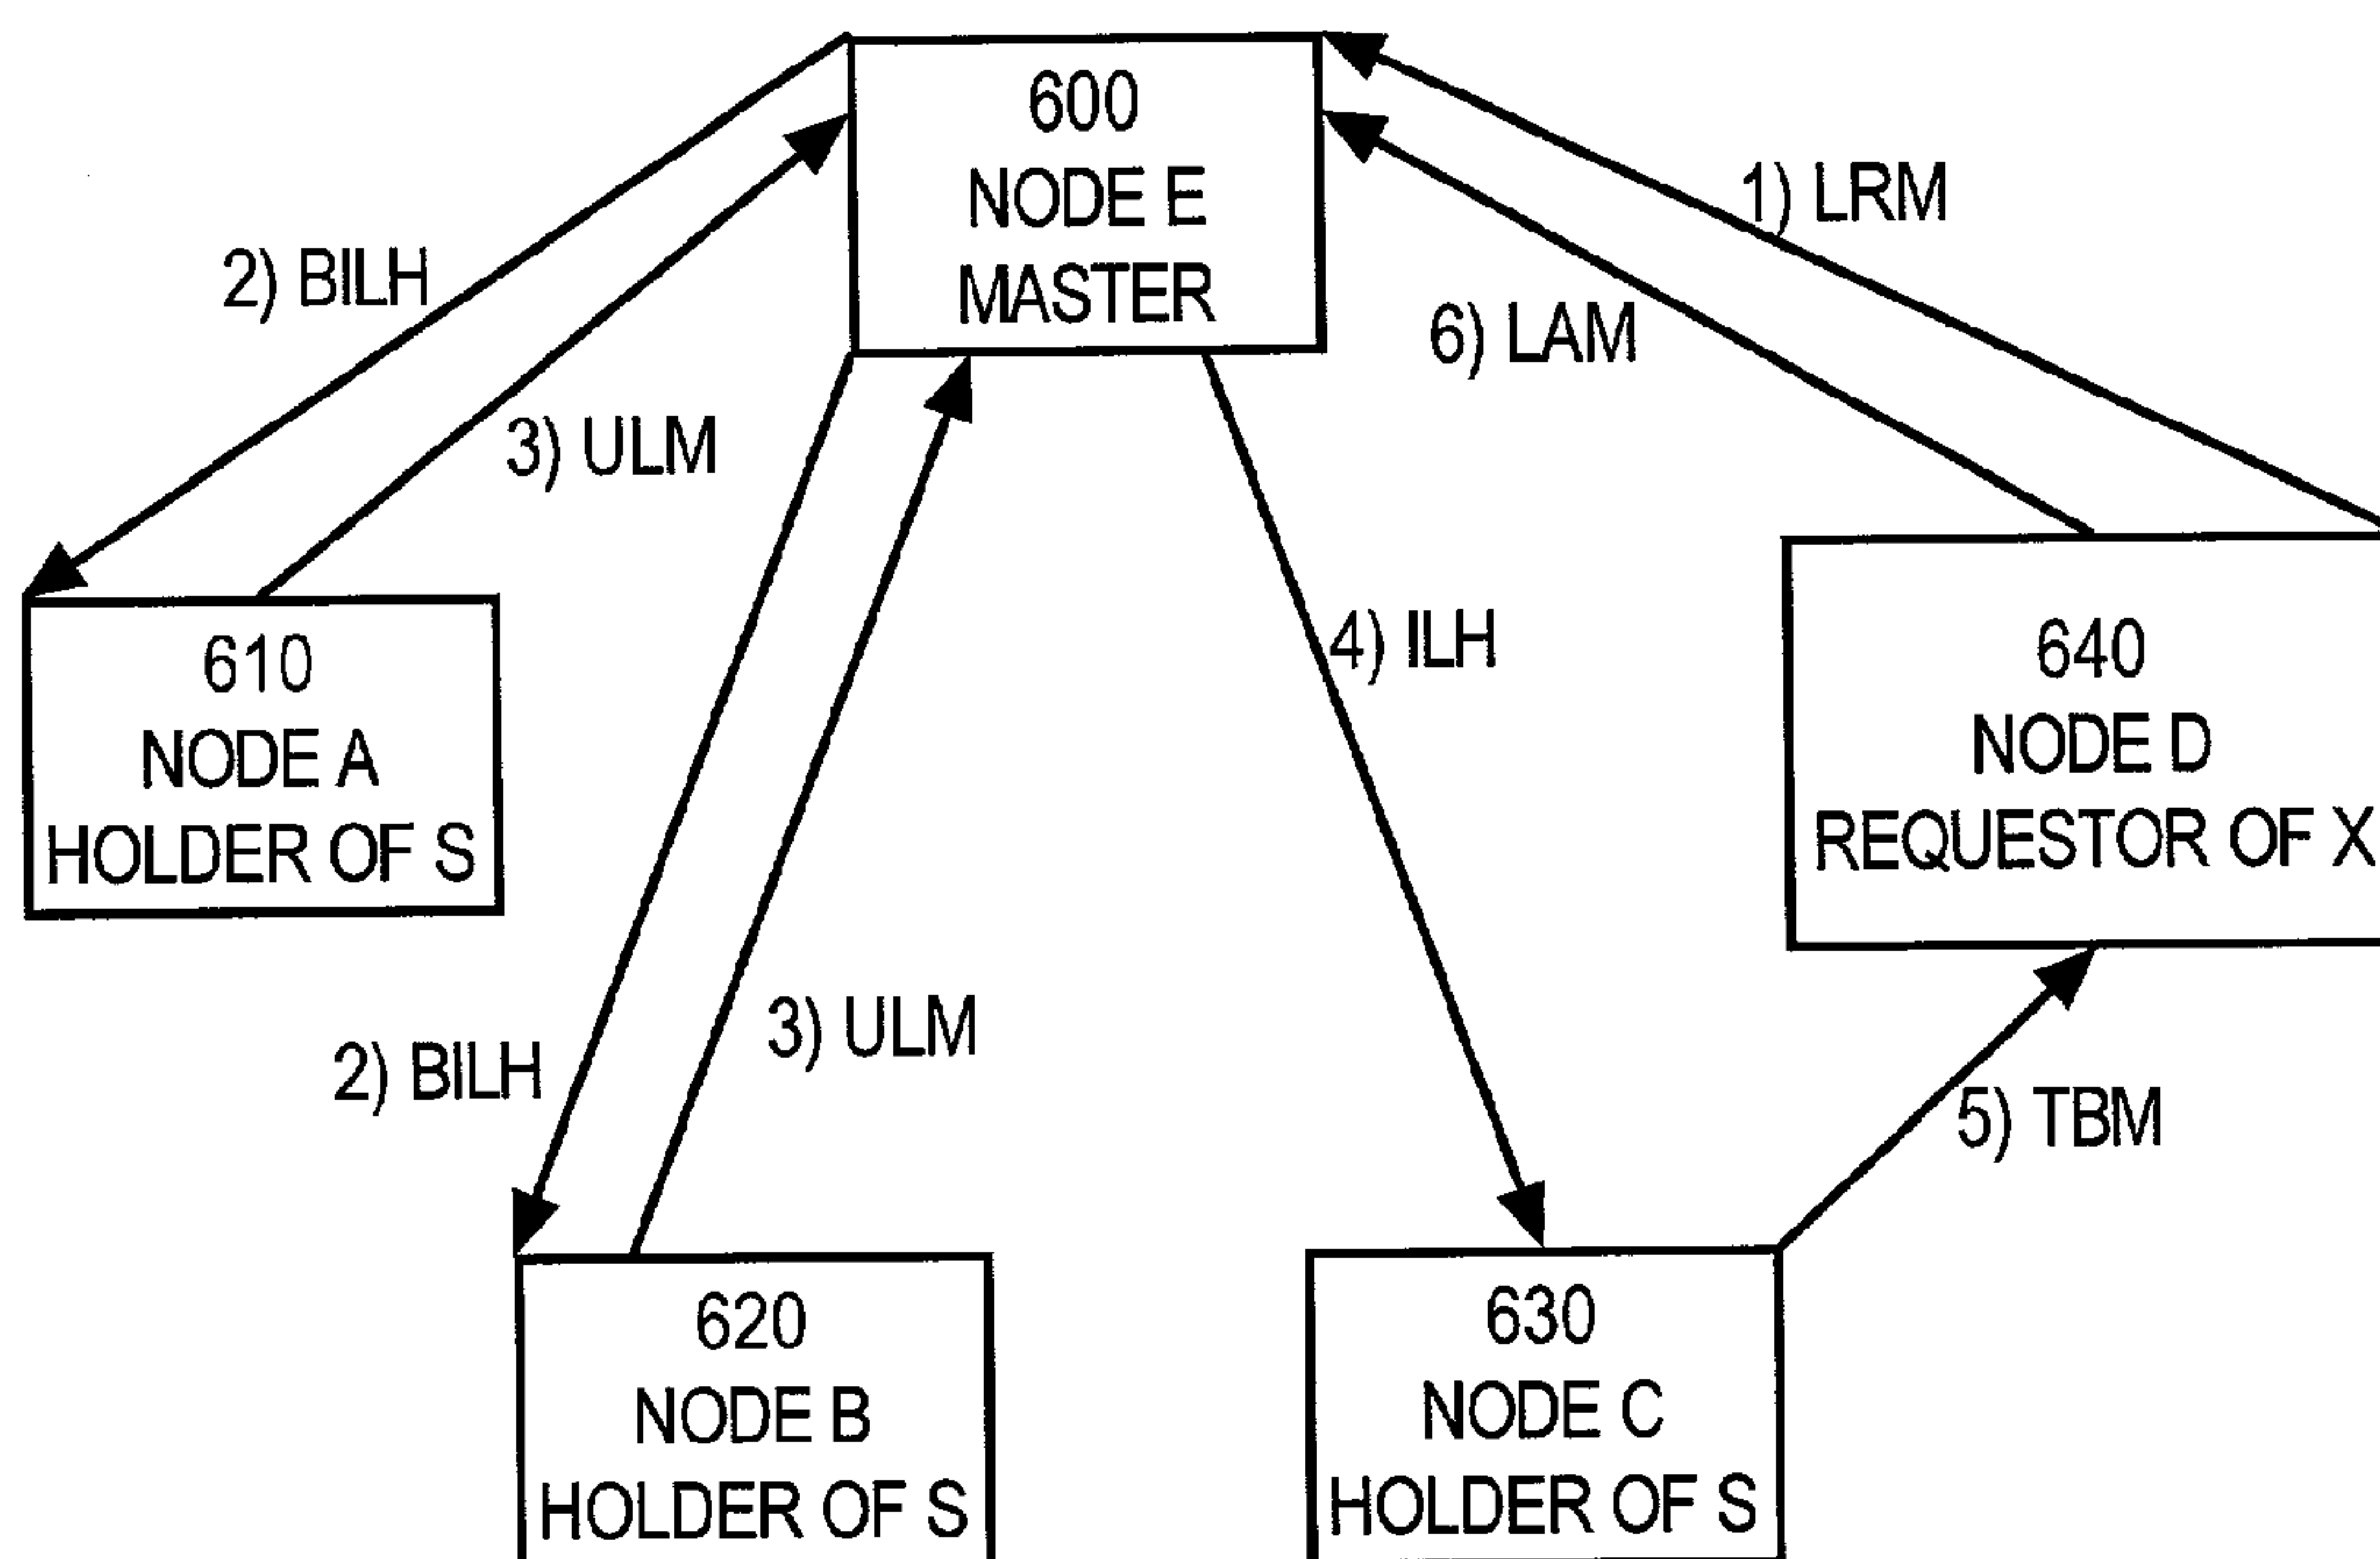 600
NODE E
MASTER
1) LRM
2) BILH
6) LAM
3) ULM
4) ILH
610
NODE A
HOLDER OF S
640
NODE D
REQUESTOR OF X
2) BILH
3) ULM
5) TBM
620
NODE B
HOLDER OF S
630
NODE C
HOLDER OF S